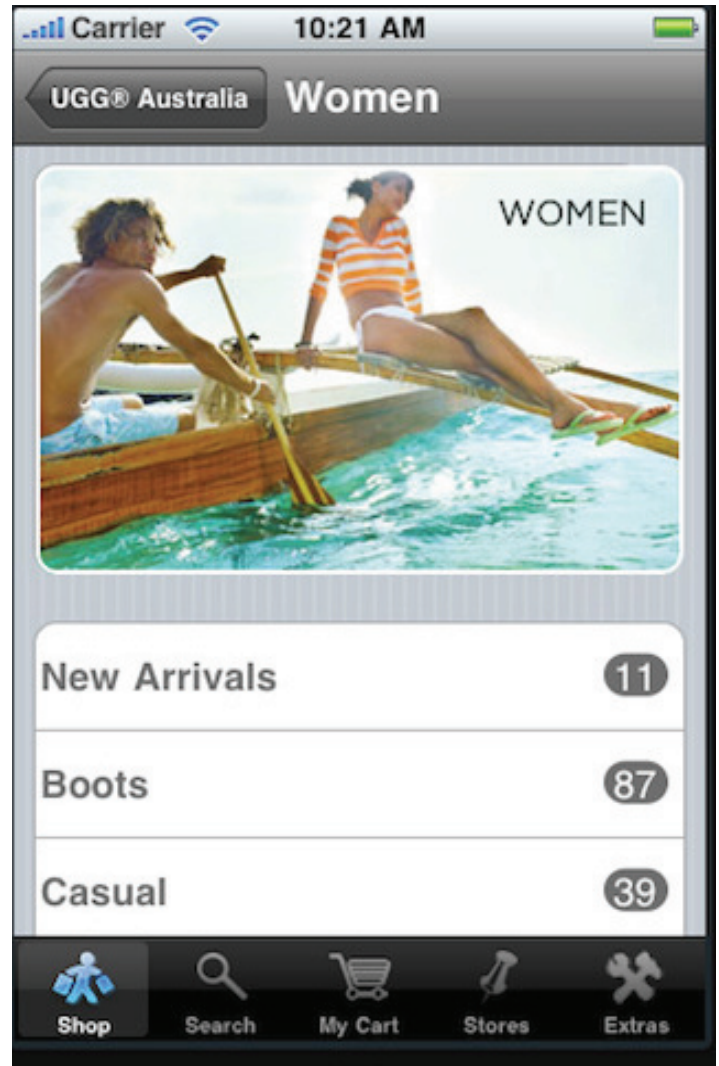 Carrier 10:21 AM
UGG® Australia Women
WOMEN
New Arrivals 11
Boots 87
Casual 39
Shop Search My Cart Stores Extras